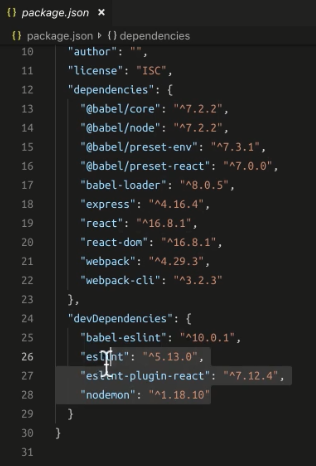 {} package.json ×
{} package.json › {} dependencies
10 "author": "",
11 "license": "ISC",
12 "dependencies": {
13 "@babel/core": "^7.2.2",
14 "@babel/node": "^7.2.2",
15 "@babel/preset-env": "^7.3.1",
16 "@babel/preset-react": "^7.0.0",
17 "babel-loader": "^8.0.5",
18 "express": "^4.16.4",
19 "react": "^16.8.1",
20 "react-dom": "^16.8.1",
21 "webpack": "^4.29.3",
22 "webpack-cli": "^3.2.3"
23 },
24 "devDependencies": {
25 "babel-eslint": "^10.0.1",
26 "eslint": "^5.13.0",
27 "eslint-plugin-react": "^7.12.4",
28 "nodemon": "^1.18.10"
29 }
30 }
31